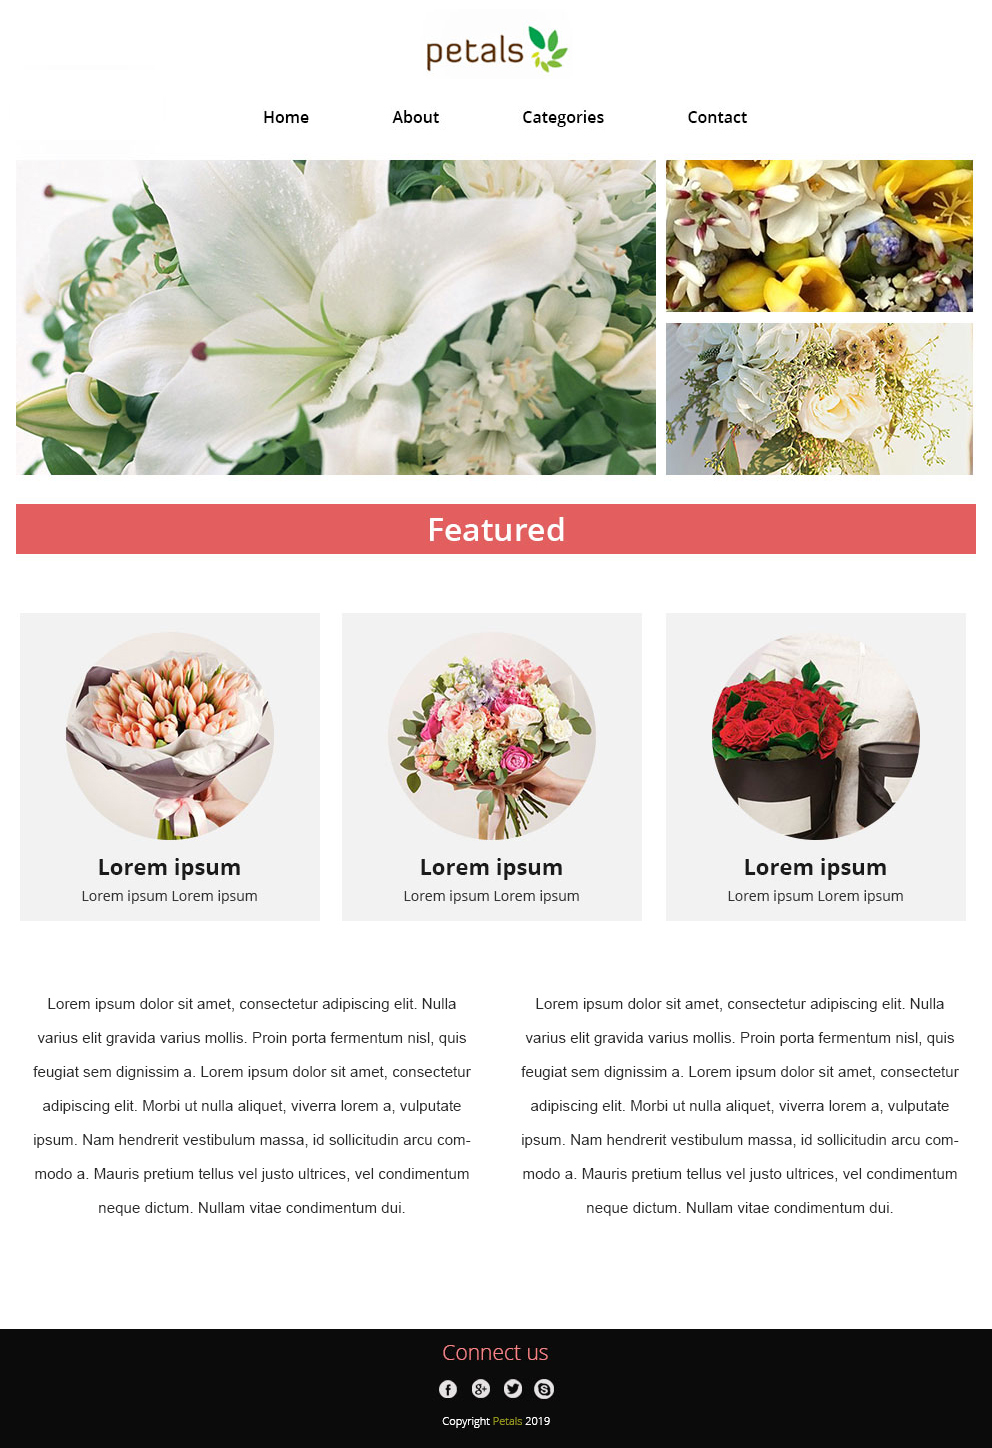 petals
Home About Categories Contact
Featured
Lorem ipsum
Lorem ipsum Lorem ipsum
Lorem ipsum
Lorem ipsum Lorem ipsum
Lorem ipsum
Lorem ipsum Lorem ipsum
Lorem ipsum dolor sit amet, consectetur adipiscing elit. Nulla
varius elit gravida varius mollis. Proin porta fermentum nisl, quis
feugiat sem dignissim a. Lorem ipsum dolor sit amet, consectetur
adipiscing elit. Morbi ut nulla aliquet, viverra lorem a, vulputate
ipsum. Nam hendrerit vestibulum massa, id sollicitudin arcu com-
modo a. Mauris pretium tellus vel justo ultrices, vel condimentum
neque dictum. Nullam vitae condimentum dui.
Lorem ipsum dolor sit amet, consectetur adipiscing elit. Nulla
varius elit gravida varius mollis. Proin porta fermentum nisl, quis
feugiat sem dignissim a. Lorem ipsum dolor sit amet, consectetur
adipiscing elit. Morbi ut nulla aliquet, viverra lorem a, vulputate
ipsum. Nam hendrerit vestibulum massa, id sollicitudin arcu com-
modo a. Mauris pretium tellus vel justo ultrices, vel condimentum
neque dictum. Nullam vitae condimentum dui.
Connect us
Copyright Petals 2019